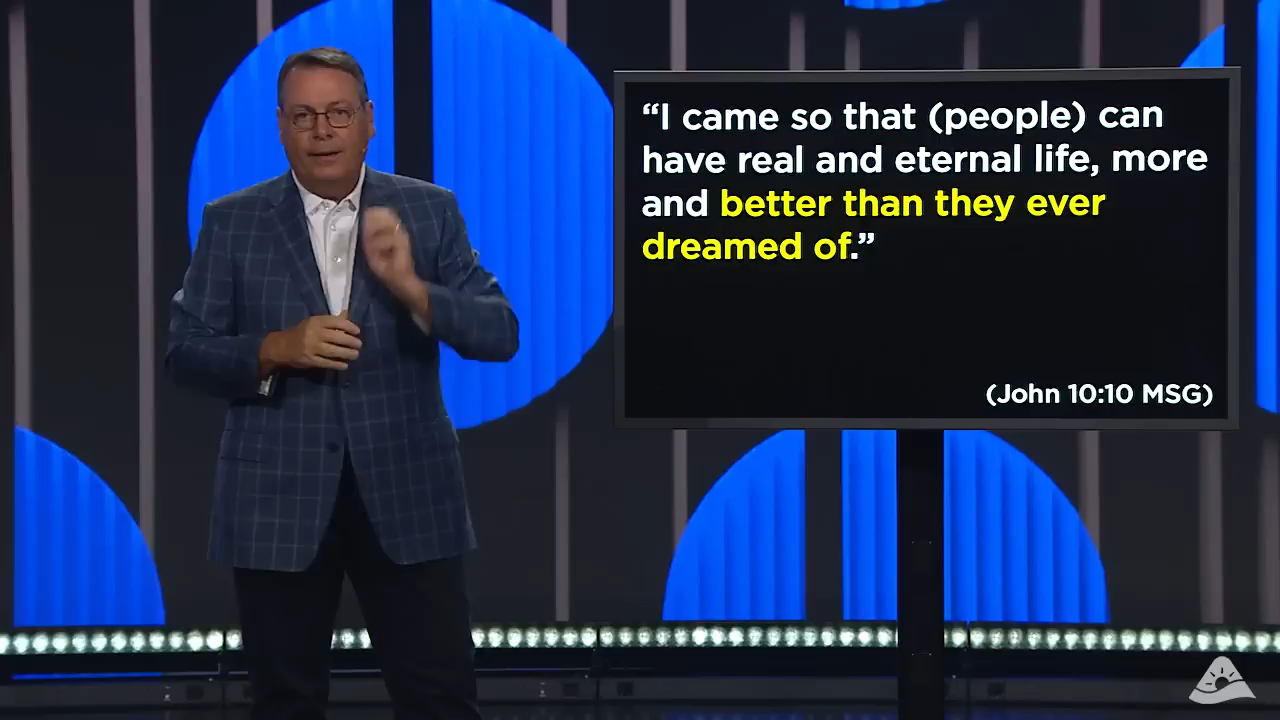 “I came so that (people) can
have real and eternal life, more
and better than they ever
dreamed of.”
(John 10:10 MSG)